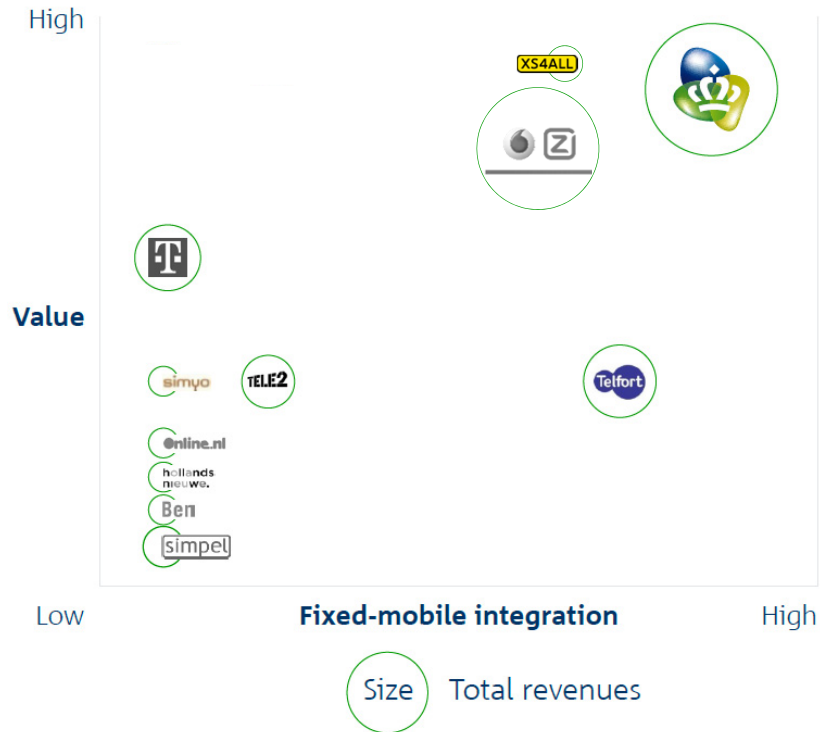 High
XS4ALL
Z
T
Value
simyo
TELE2
Telfort
Online.nl
hollands
nieuwe.
Ben
simpel
Low
Fixed-mobile integration
High
Size
Total revenues